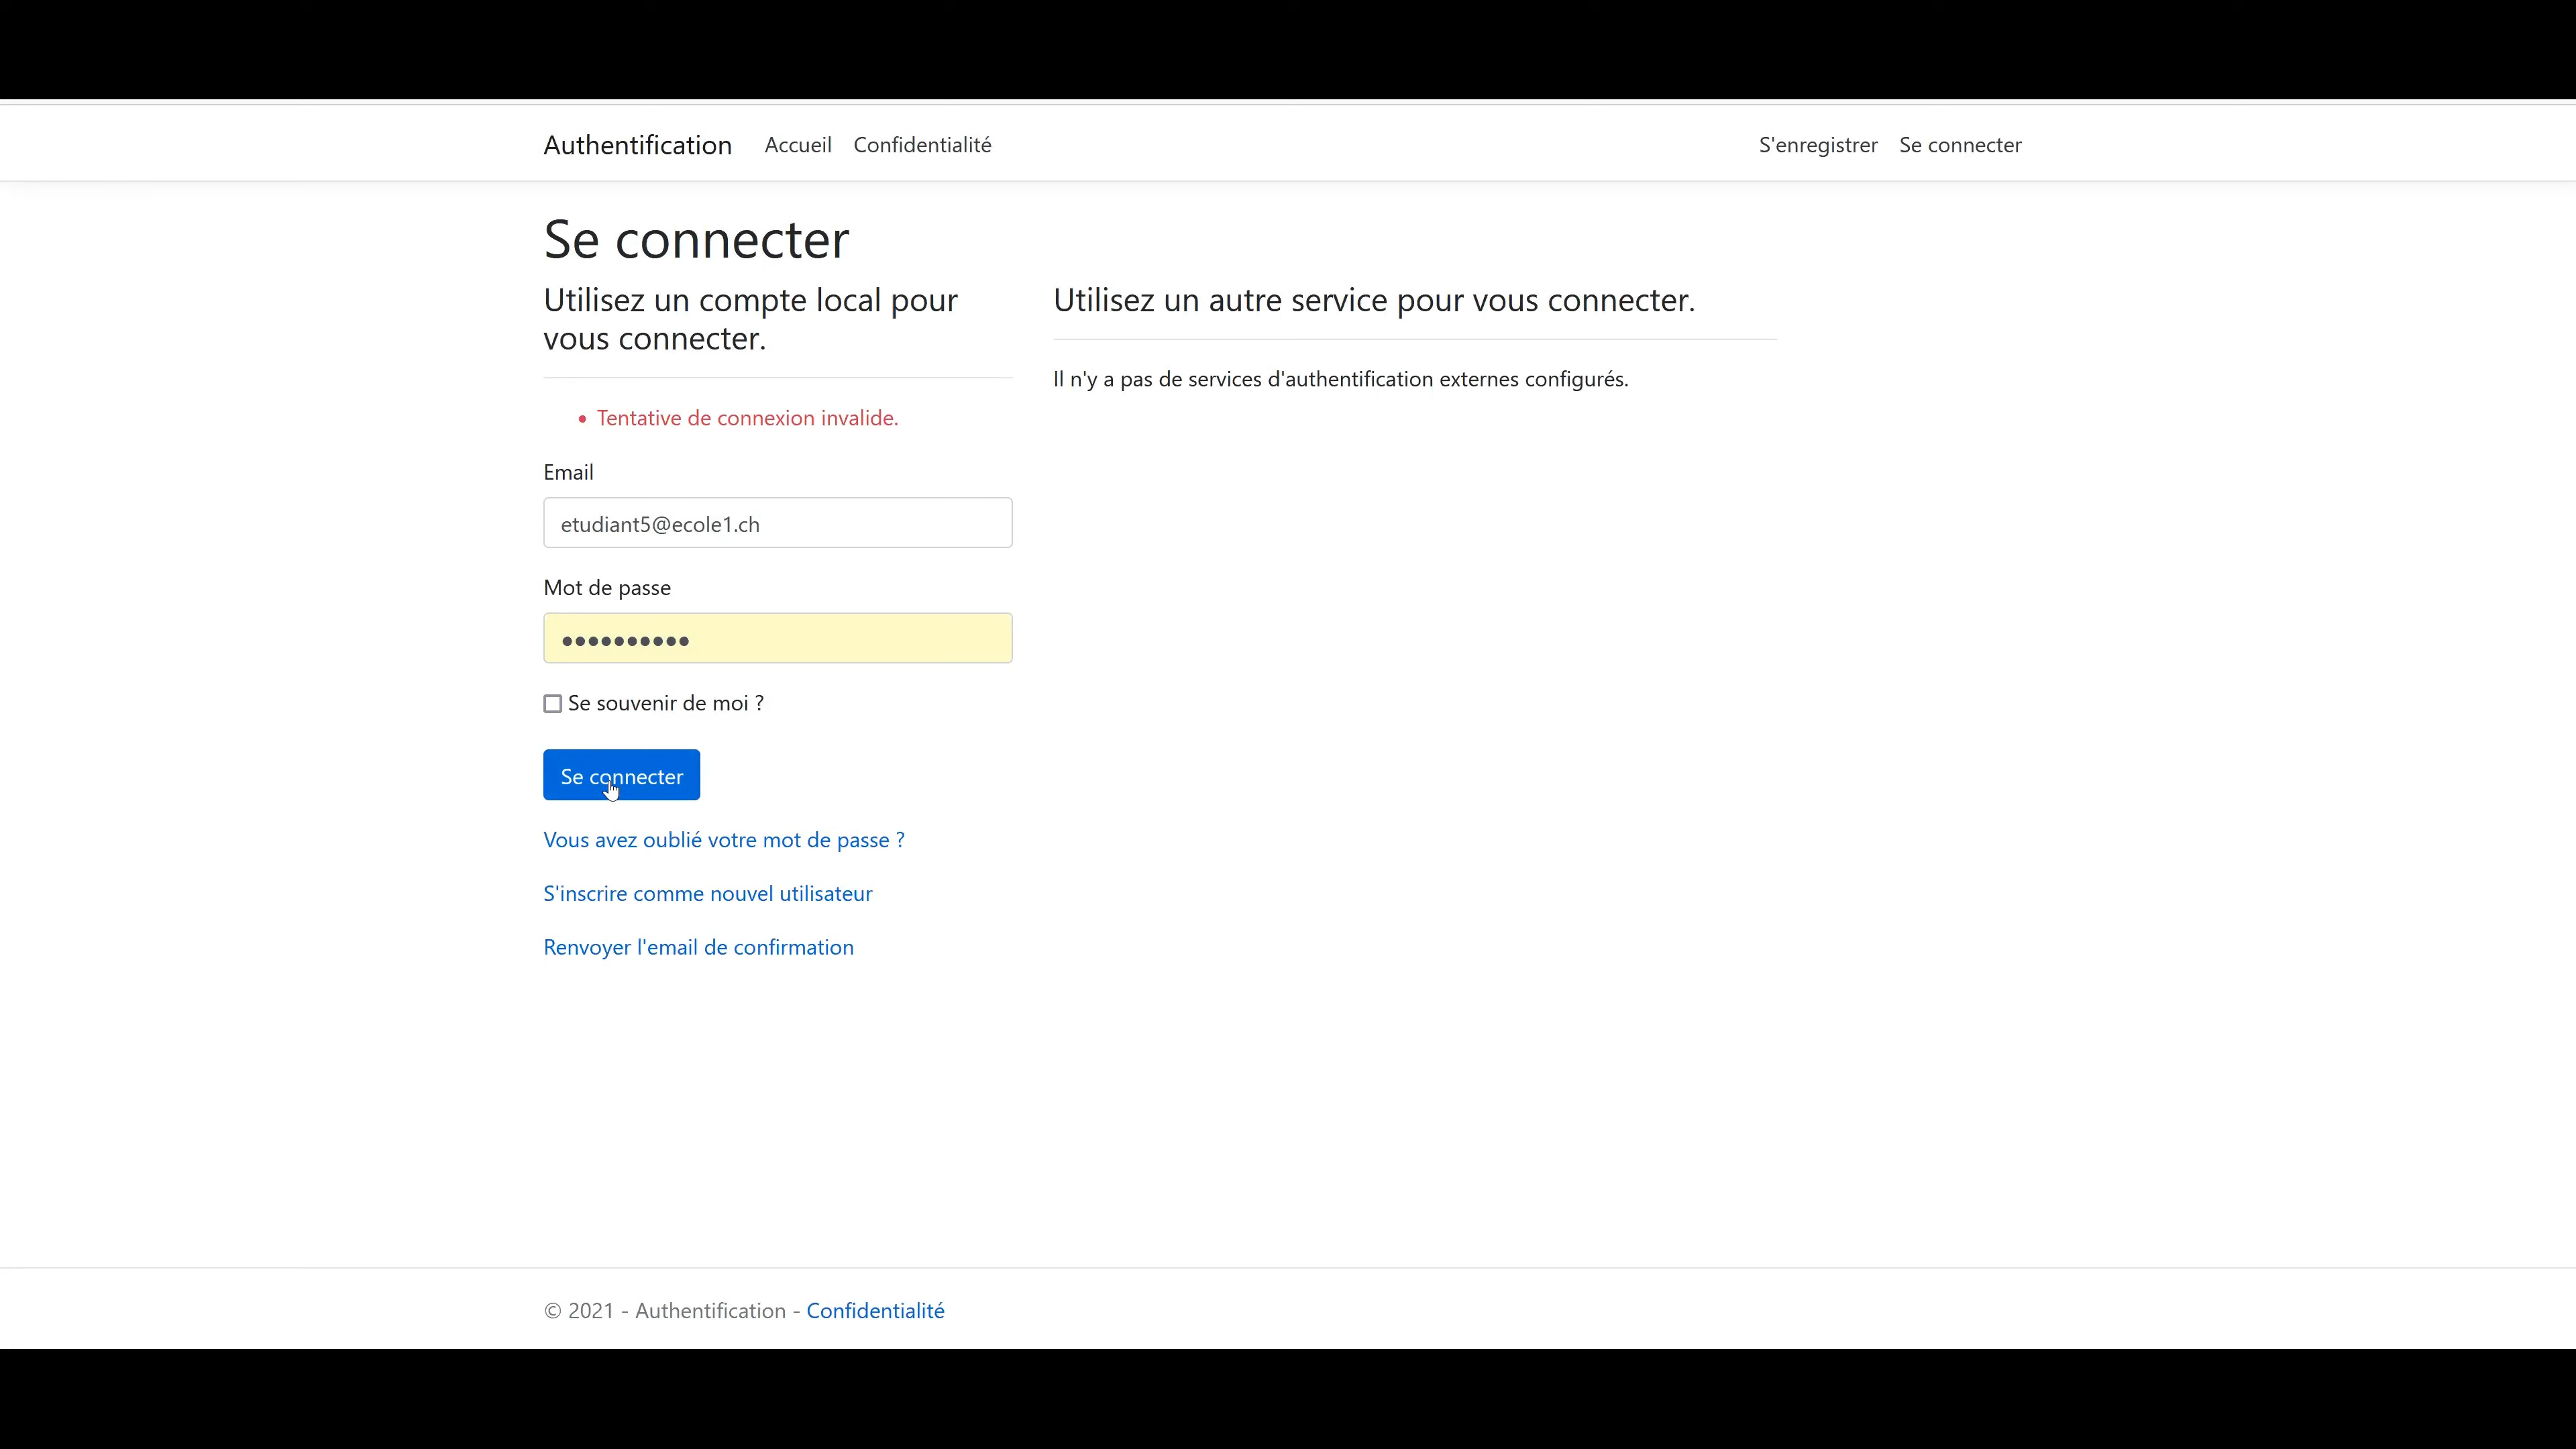 Authentification Accueil Confidentialité S'enregistrer Se connecter
Se connecter
Utilisez un compte local pour
vous connecter.
Tentative de connexion invalide.
Email
etudiant5@ecole1.ch
Mot de passe
Se souvenir de moi ?
Se connecter
Vous avez oublié votre mot de passe ?
S'inscrire comme nouvel utilisateur
Renvoyer l'email de confirmation
Utilisez un autre service pour vous connecter.
Il n'y a pas de services d'authentification externes configurés.
© 2021 - Authentification - Confidentialité